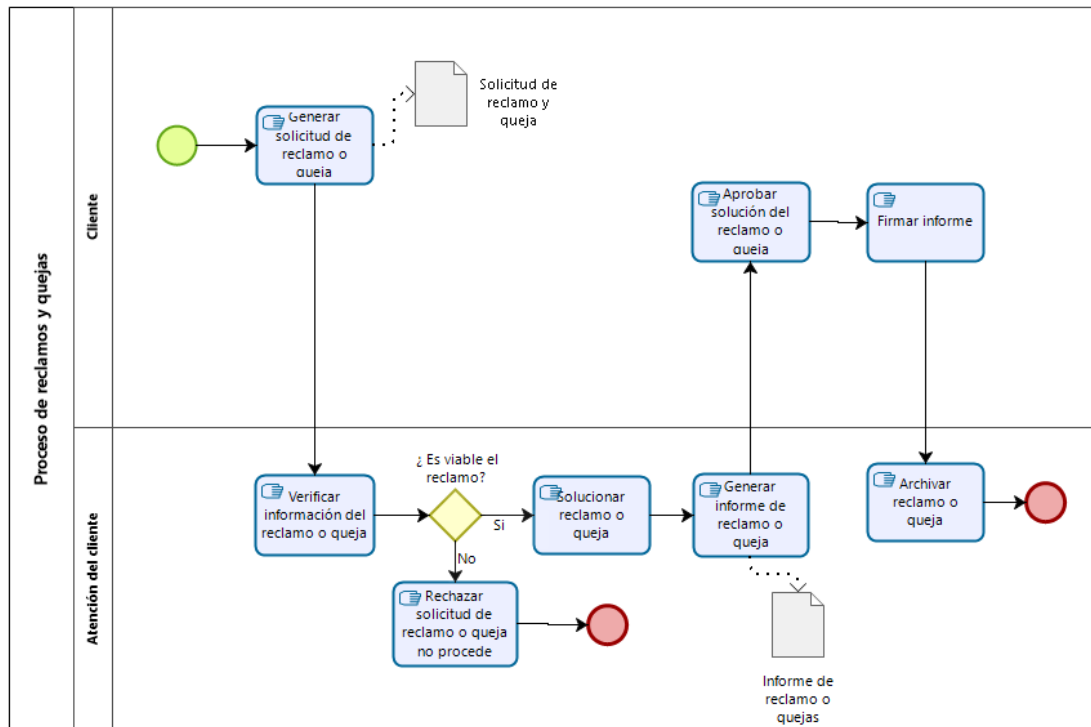 Proceso de reclamos y quejas
Cliente
Generar
solicitud de
reclamo o
queja
Solicitud de
reclamo y
queja
Aprobar
solución del
reclamo o
queja
Firmar informe
Atención del cliente
Verificar
información del
reclamo o queja
¿ Es viable el
reclamo?
Si
No
Solucionar
reclamo o
queja
Generar
informe de
reclamo o
queja
Archivar
reclamo o
queja
Rechazar
solicitud de
reclamo o queja
no procede
Informe de
reclamo o
quejas